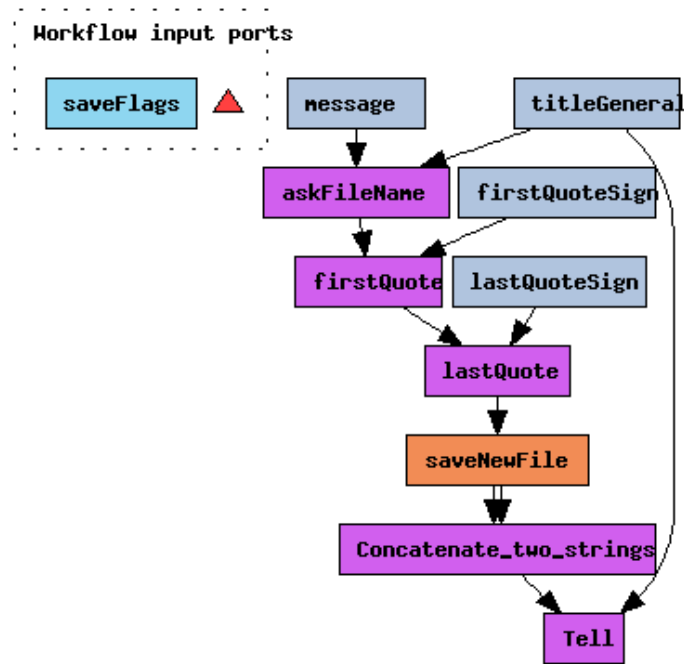 Workflow input ports
saveFlags
message
titleGeneral
askFileName
firstQuoteSign
firstQuote
lastQuoteSign
lastQuote
saveNewFile
Concatenate_two_strings
Tell